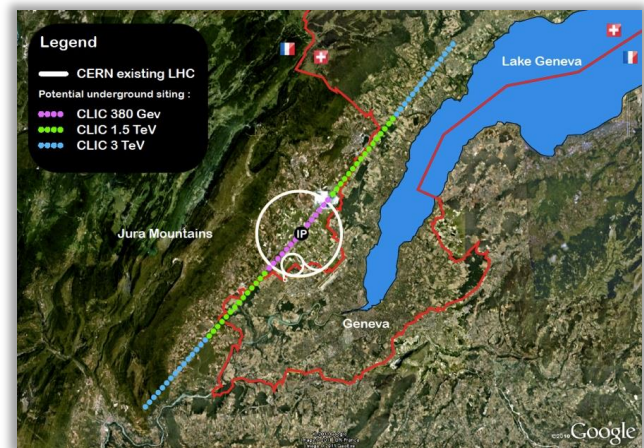 Legend
CERN existing LHC
Potential underground siting :
CLIC 380 Gev
CLIC 1.5 TeV
CLIC 3 TeV
Lake Geneva
Jura Mountains
IP
Geneva
©2010 Google